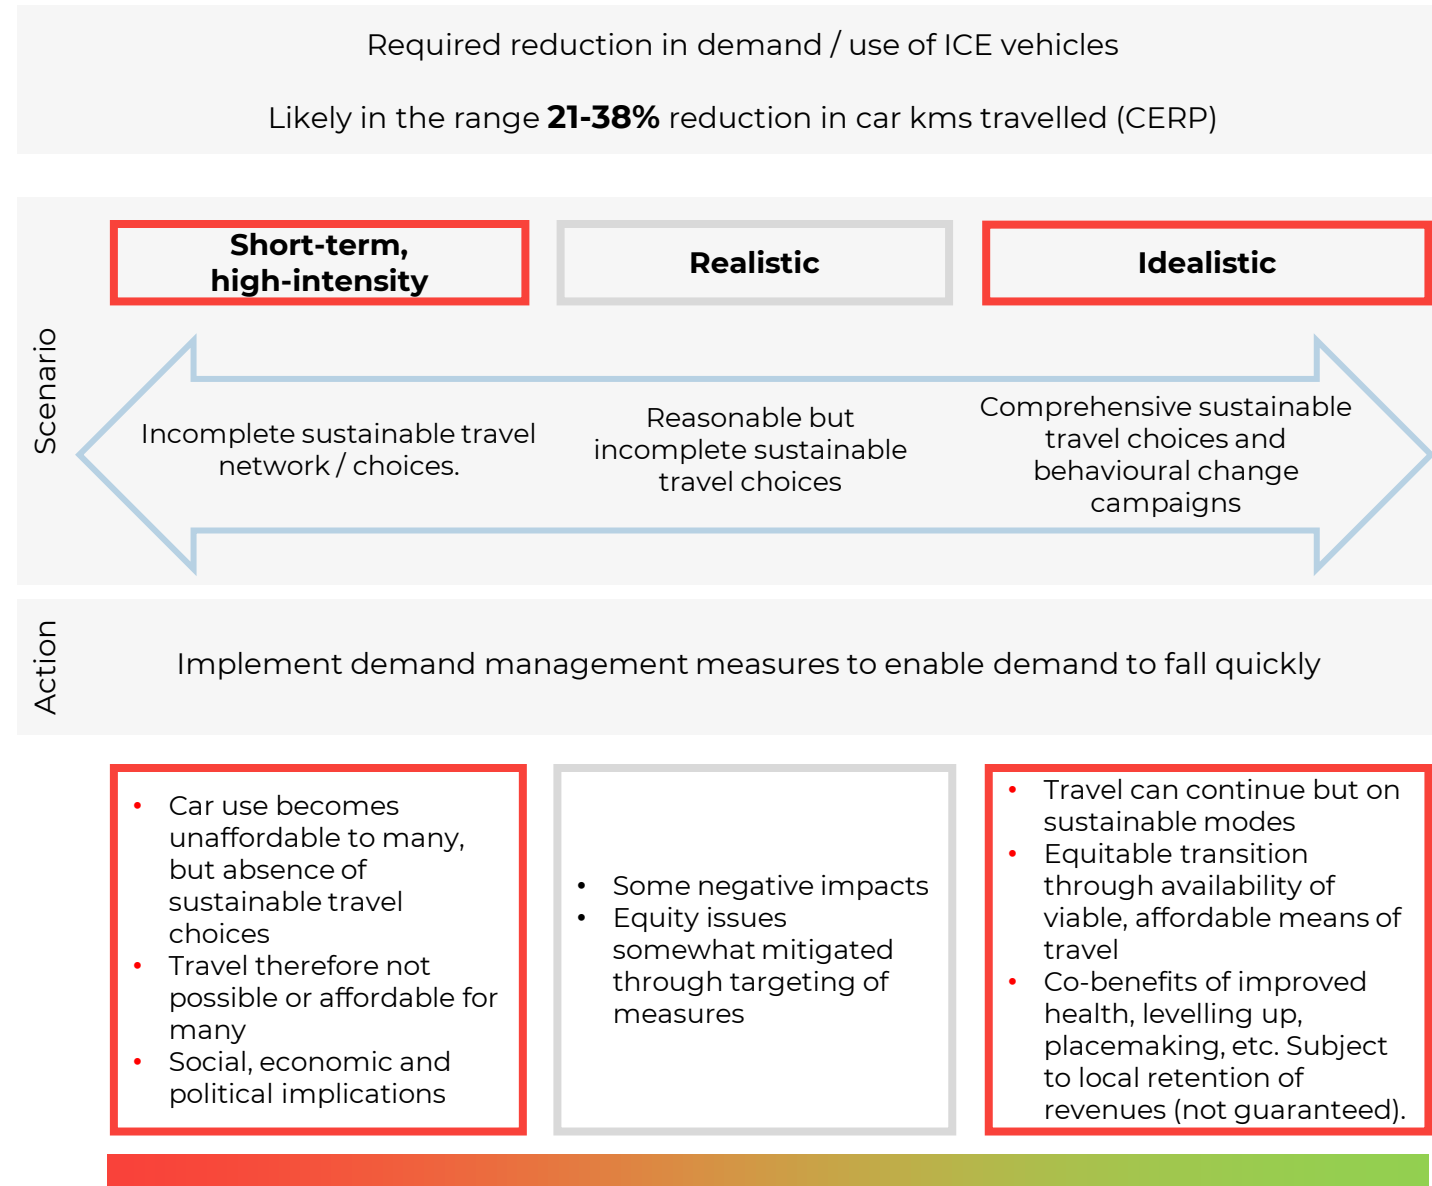 Required reduction in demand / use of ICE vehicles
Likely in the range 21-38% reduction in car kms travelled (CERP)
Scenario
Short-term,
high-intensity
Realistic
Idealistic
Incomplete sustainable travel
network / choices.
Reasonable but
incomplete sustainable
travel choices
Comprehensive sustainable
travel choices and
behavioural change
campaigns
Action
Implement demand management measures to enable demand to fall quickly
• Car use becomes
unaffordable to many,
but absence of
sustainable travel
choices
• Travel therefore not
possible or affordable for
many
• Social, economic and
political implications
• Some negative impacts
• Equity issues
somewhat mitigated
through targeting of
measures
• Travel can continue but on
sustainable modes
• Equitable transition
through availability of
viable, affordable means of
travel
• Co-benefits of improved
health, levelling up,
placemaking, etc. Subject
to local retention of
revenues (not guaranteed).